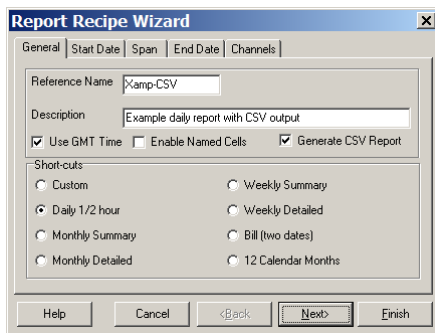 Report Recipe Wizard
General Start Date Span End Date Channels
Reference Name Xamp-CSV
Description Example daily report with CSV output
Use GMT Time Enable Named Cells Generate CSV Report
Short-cuts
Custom Weekly Summary
Daily 1/2 hour Weekly Detailed
Monthly Summary Bill (two dates)
Monthly Detailed 12 Calendar Months
Help Cancel <Back Next> Finish